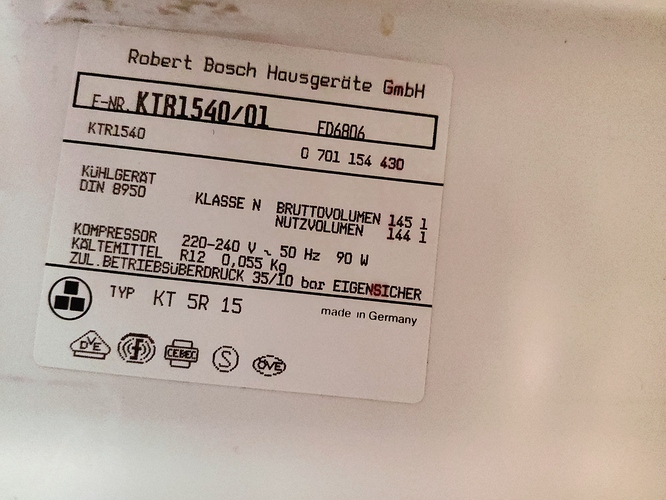 Robert Bosch Hausgeräte GmbH
E-NR. KTR1540/01 FD6806
KTR1540 0 701 154 430
KÜHLGERÄT
DIN 8950
KLASSE N BRUTTOVOLUMEN 145 l
NUTZVOLUMEN 144 l
KOMPRESSOR 220-240 V ~ 50 Hz 90 W
KÄLTEMITTEL R12 0,055 Kg
ZUL.BETRIEBSÜBERDRUCK 35/10 bar EIGENSICHER
TYP KT 5R 15
made in Germany
DVE CEBEC S ÖVE